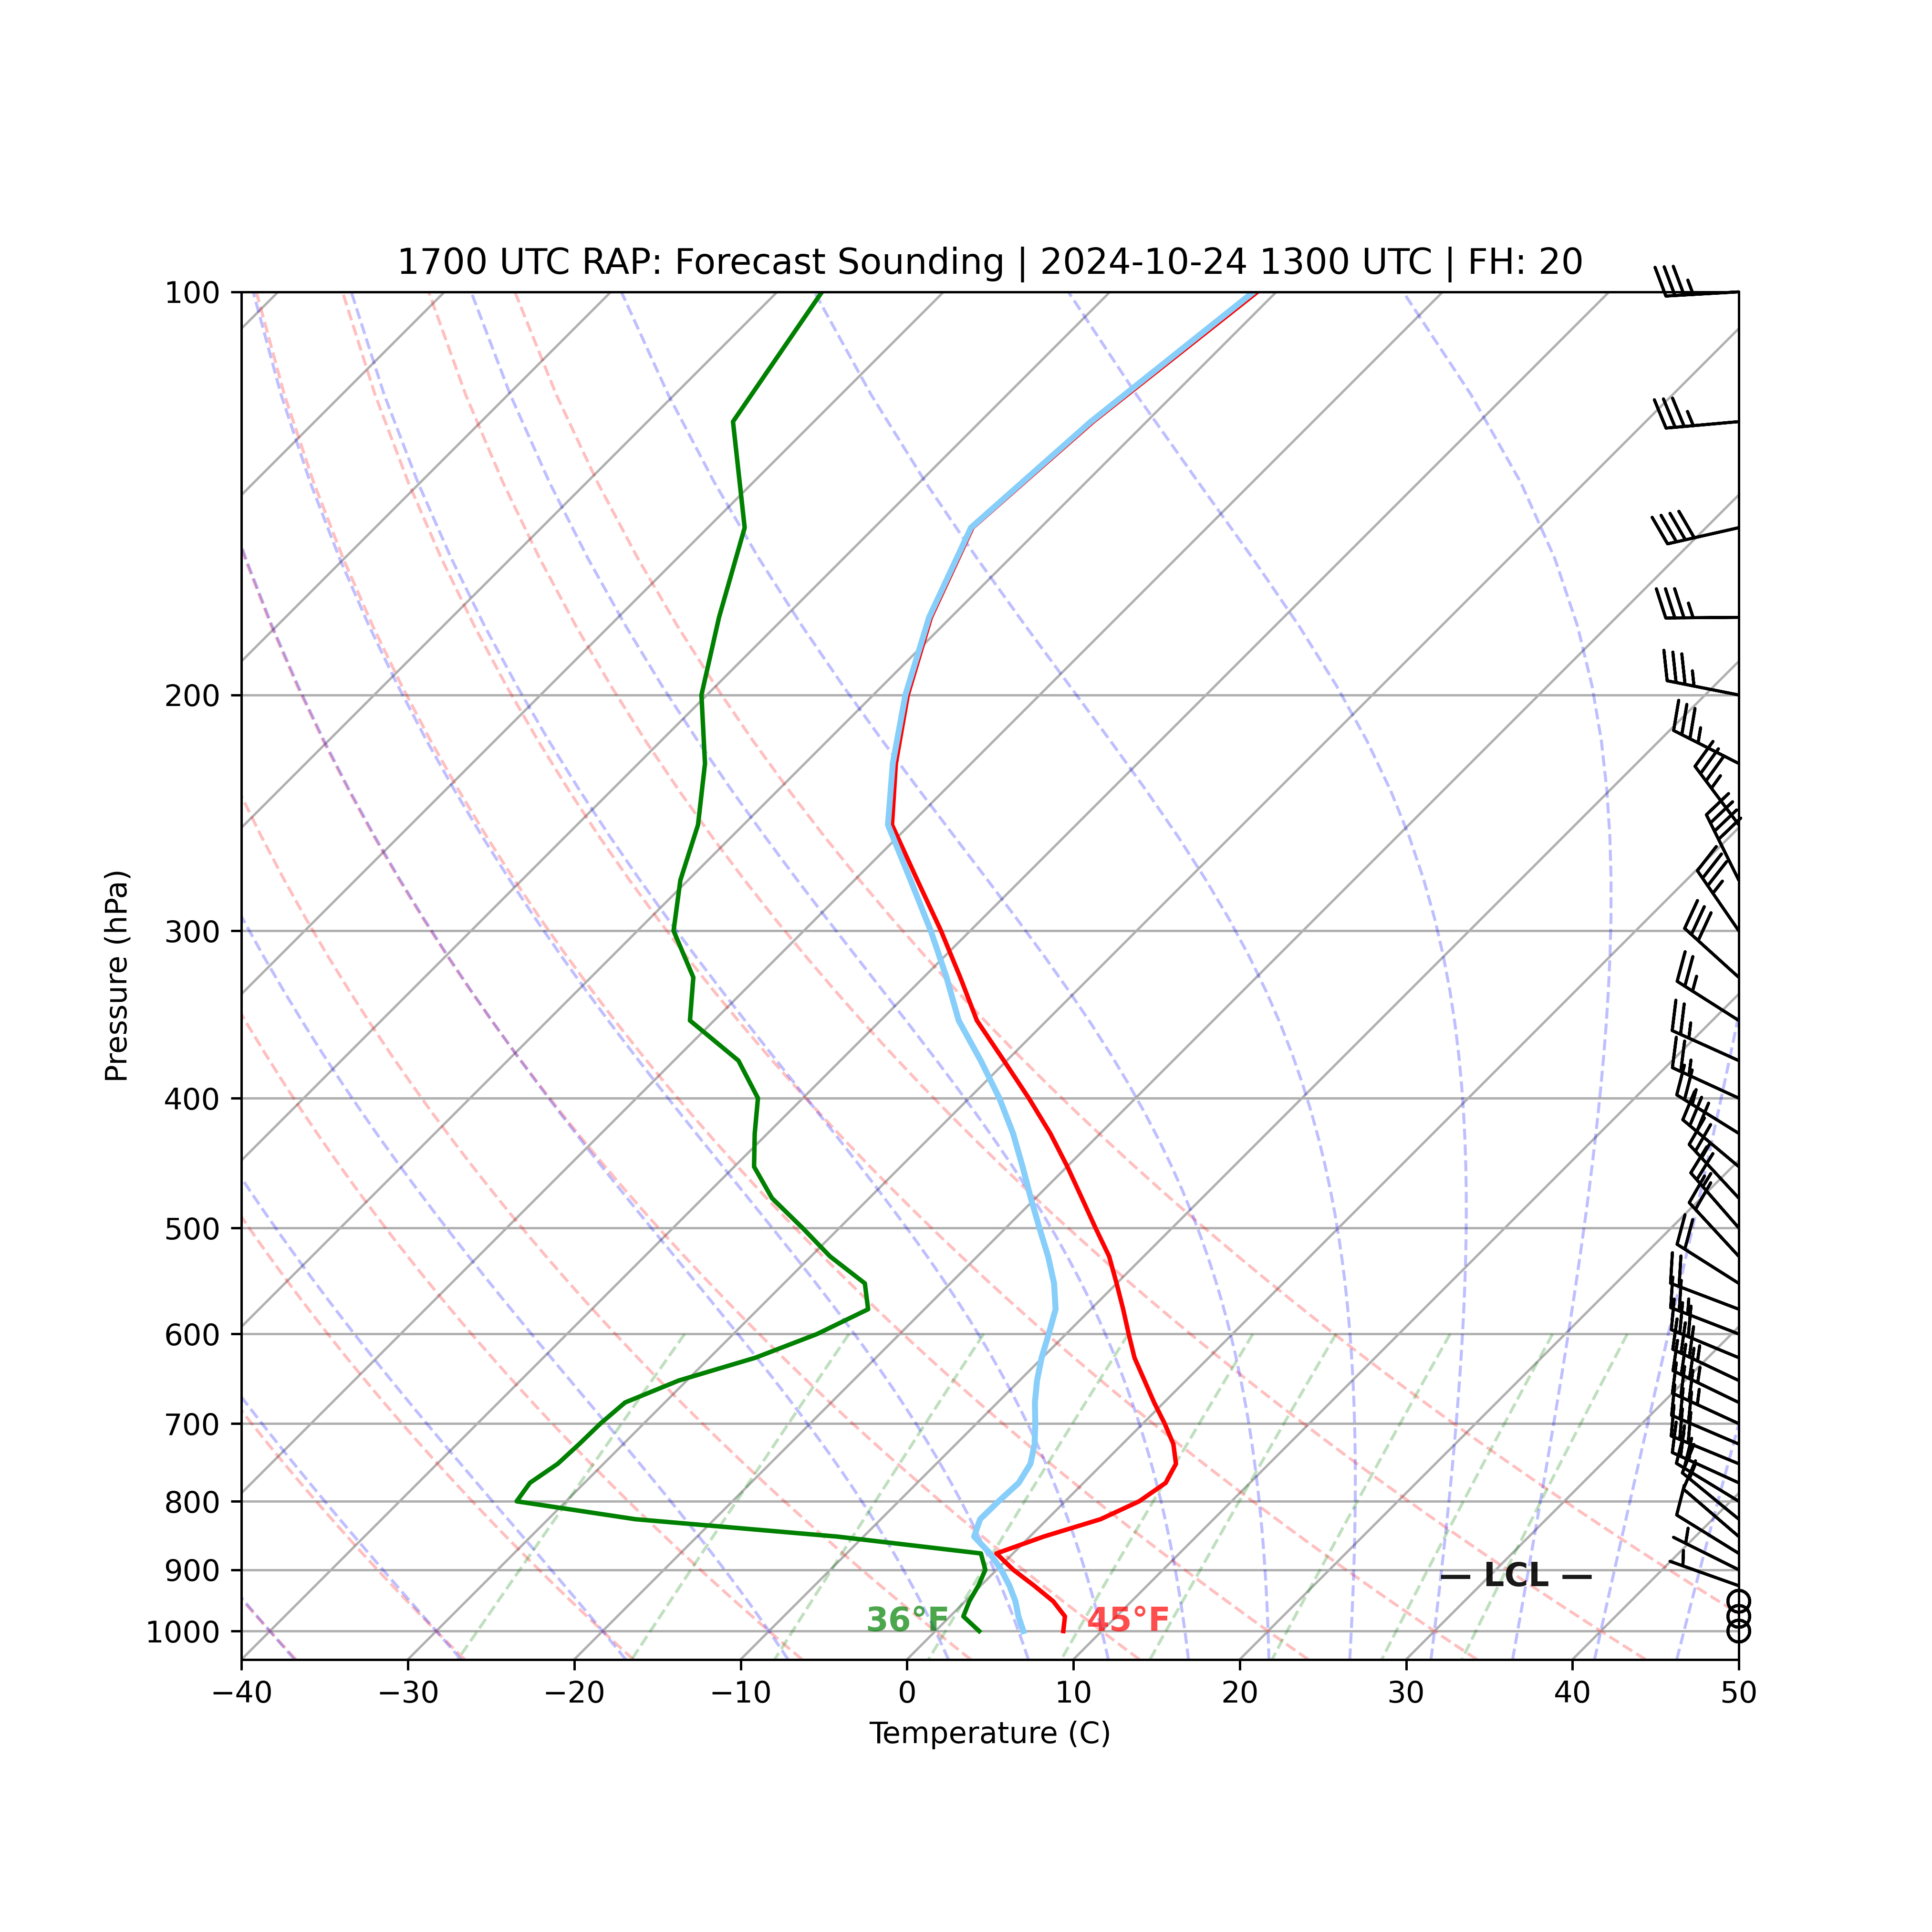 1700 UTC RAP: Forecast Sounding | 2024-10-24 1300 UTC | FH: 20
100
200
300
400
500
600
700
800
900
1000
Pressure (hPa)
— LCL —
36°F
45°F
−40 −30 −20 −10 0 10 20 30 40 50
Temperature (C)